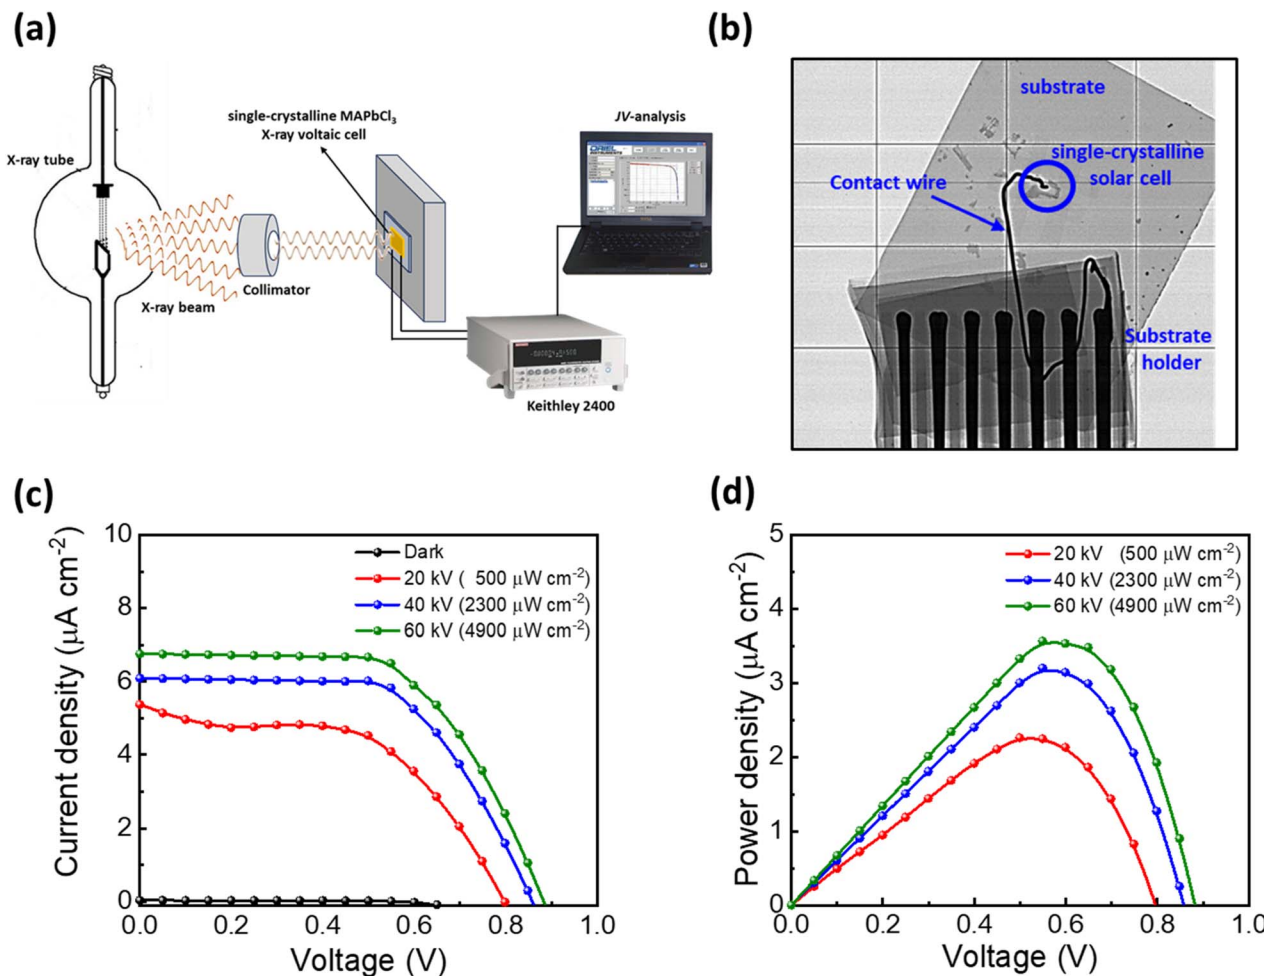 (a)
single-crystalline MAPbCl₃
X-ray voltaic cell
JV-analysis
X-ray tube
ORIEL
INSTRUMENTS
X-ray beam
Collimator
Keithley 2400
(b)
substrate
single-crystalline
solar cell
Contact wire
Substrate
holder
(c)
Current density (μA cm⁻²)
10
8
6
4
2
0
Dark
20 kV ( 500 μW cm⁻²)
40 kV (2300 μW cm⁻²)
60 kV (4900 μW cm⁻²)
0.0 0.2 0.4 0.6 0.8 1.0
Voltage (V)
(d)
Power density (μA cm⁻²)
5
4
3
2
1
0
20 kV (500 μW cm⁻²)
40 kV (2300 μW cm⁻²)
60 kV (4900 μW cm⁻²)
0.0 0.2 0.4 0.6 0.8 1.0
Voltage (V)